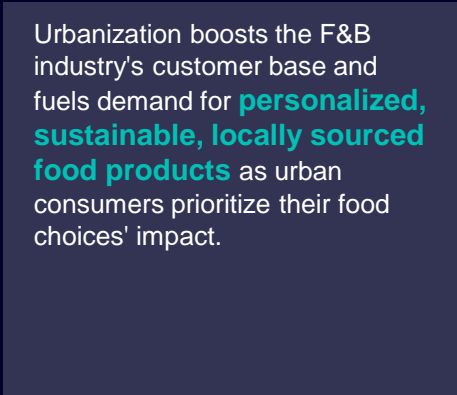 Urbanization boosts the F&B
industry's customer base and
fuels demand for personalized,
sustainable, locally sourced
food products as urban
consumers prioritize their food
choices' impact.